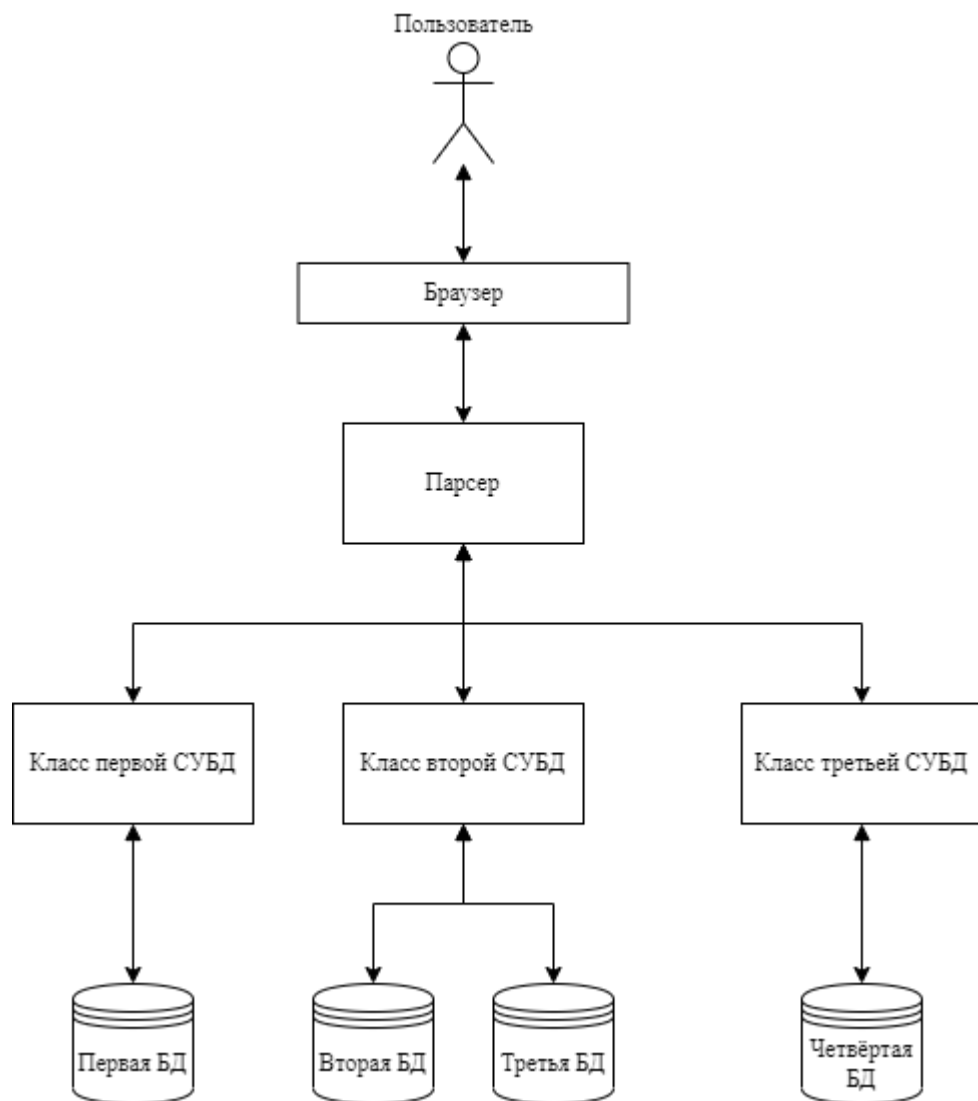 Пользователь
Браузер
Парсер
Класс первой СУБД
Класс второй СУБД
Класс третьей СУБД
Первая БД
Вторая БД
Третья БД
Четвёртая
БД